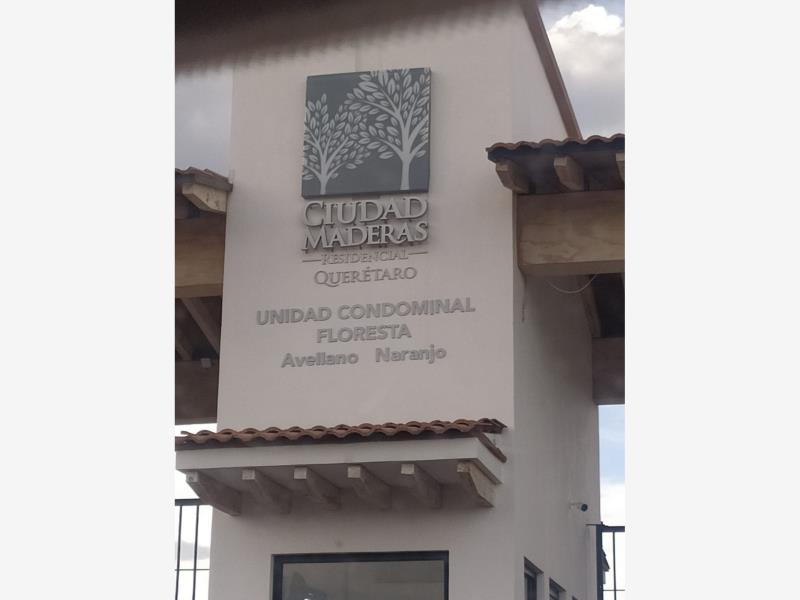 CIUDAD
MADERAS
RESIDENCIAL
QUERÉTARO
UNIDAD CONDOMINAL
FLORESTA
Avellano Naranjo